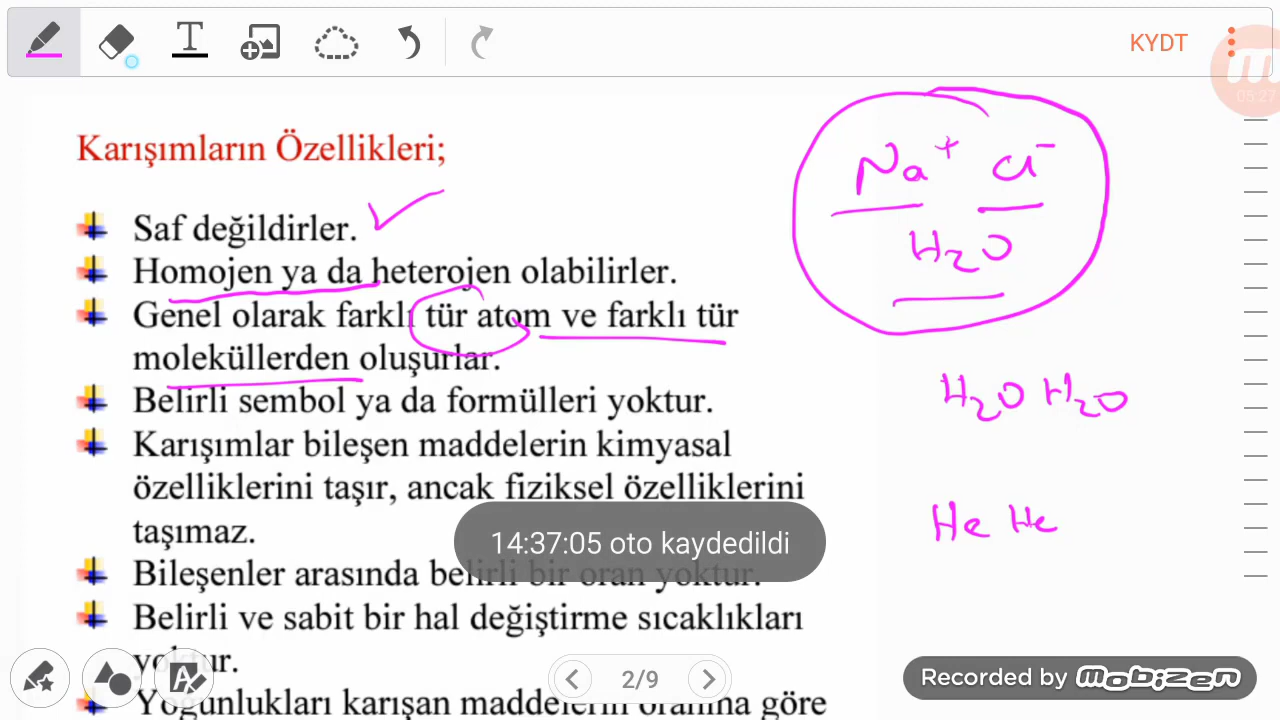 T
KYDT
05:27
Karışımların Özellikleri;
Saf değildirler.
Homojen ya da heterojen olabilirler.
Genel olarak farklı tür atom ve farklı tür
moleküllerden oluşurlar.
Belirli sembol ya da formülleri yoktur.
Karışımlar bileşen maddelerin kimyasal
özelliklerini taşır, ancak fiziksel özelliklerini
taşımaz.
Bileşenler arasında belirli bir oran yoktur.
Belirli ve sabit bir hal değiştirme sıcaklıkları
yoktur.
Yoğunlukları karışan maddelerin oranına göre
Na+ Cl-
H2O
H2O H2O
He He
14:37:05 oto kaydedildi
2/9
Recorded by mobizen